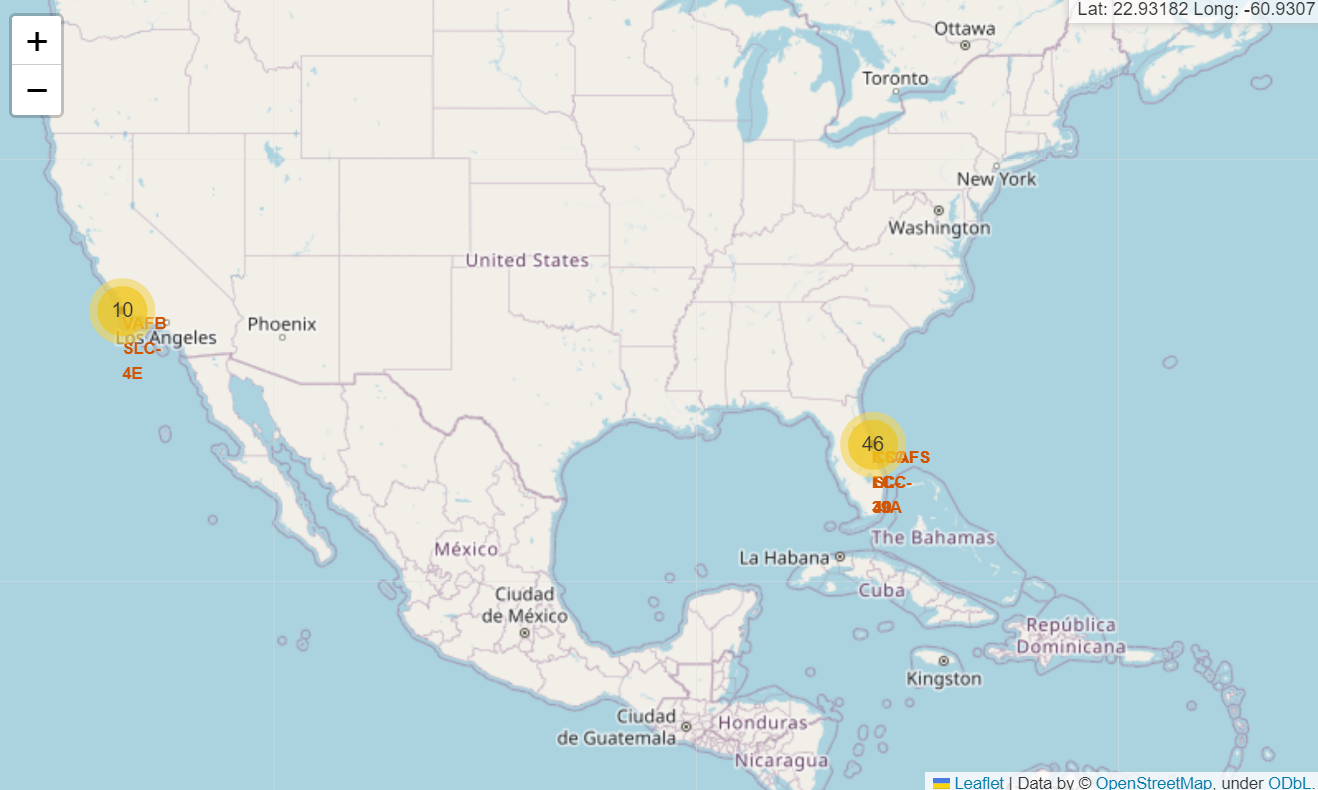 Lat: 22.93182 Long: -60.9307
+
−
Ottawa
Toronto
New York
Washington
United States
10
VAFB
Los Angeles
SLC-
4E
Phoenix
46
The Bahamas
La Habana
Cuba
México
Ciudad
de México
República
Dominicana
Kingston
Ciudad
de Guatemala
Honduras
Nicaragua
Leaflet | Data by © OpenStreetMap, under ODbL.